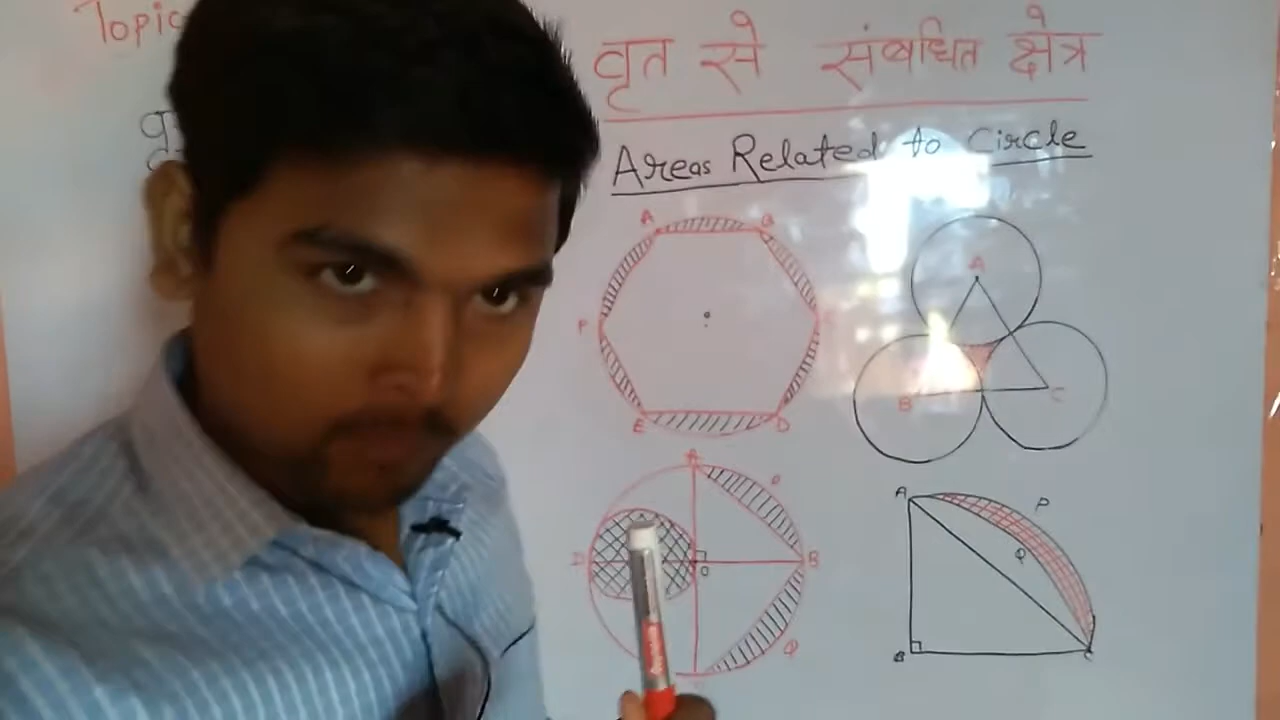 Topic
वृत से संबधित क्षेत्रे
Areas Related to Circle
A B
F
E D
A
B C
A P
D O B
Q
A P
Q
B C